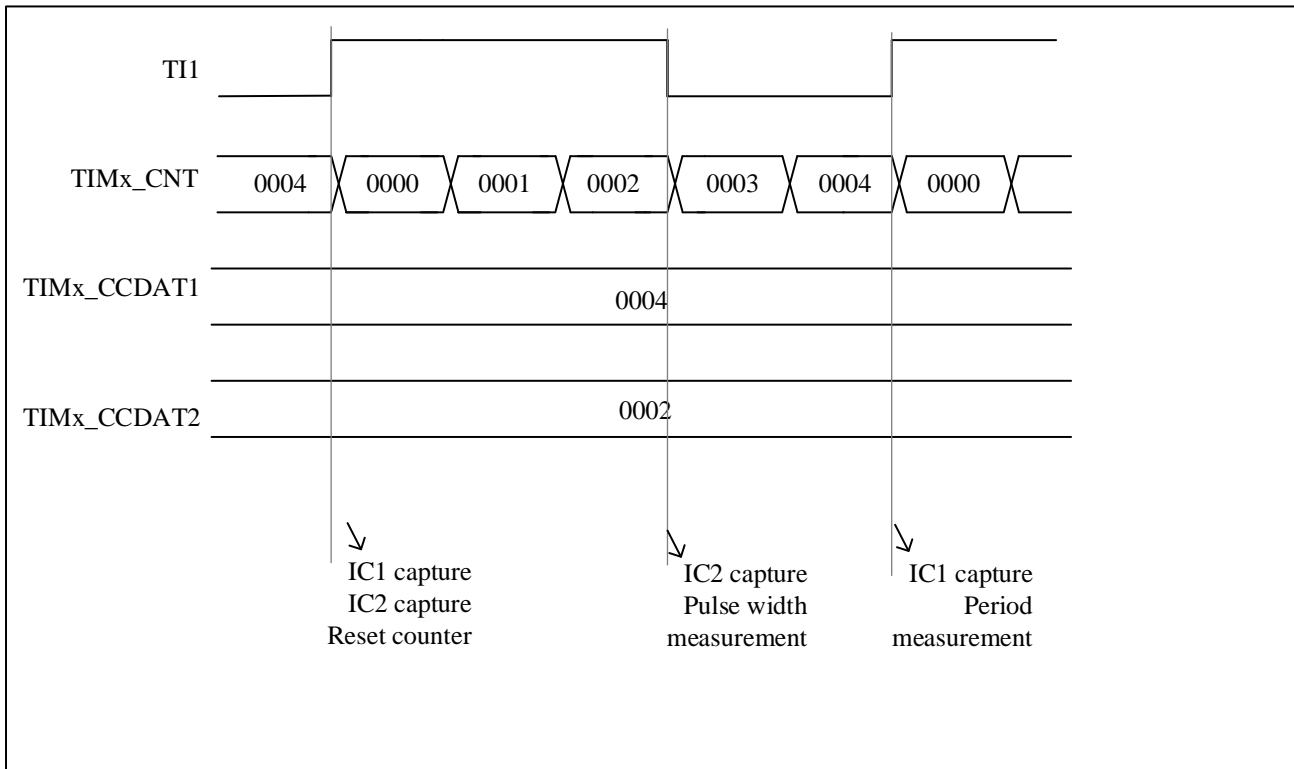 TI1
TIMx_CNT
0004 0000 0001 0002 0003 0004 0000
TIMx_CCDAT1
0004
TIMx_CCDAT2
0002
IC1 capture
IC2 capture
Reset counter
IC2 capture
Pulse width
measurement
IC1 capture
Period
measurement